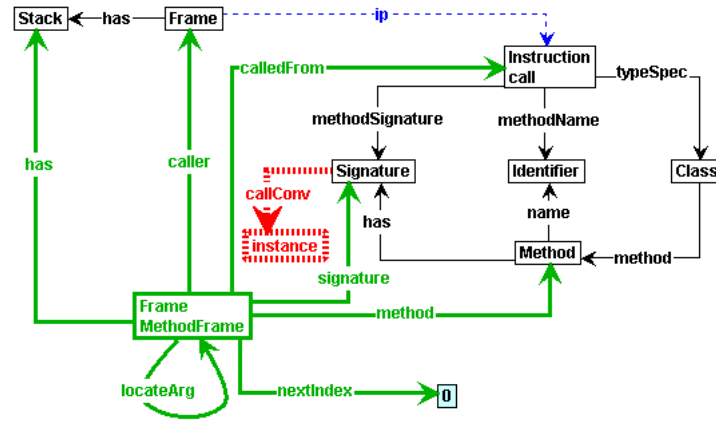 Stack
has
Frame
ip
Instruction
call
calledFrom
typeSpec
methodSignature
methodName
has
caller
Signature
Identifier
Class
callConv
has
name
instance
Method
method
signature
Frame
MethodFrame
method
locateArg
nextIndex
0